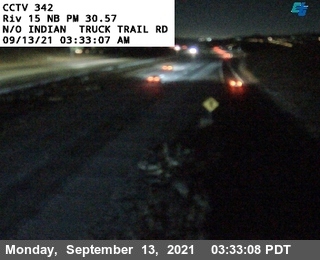 CCTV 342
Riv 15 NB PM 30.57
N/O INDIAN TRUCK TRAIL RD
09/13/21 03:33:07 AM
Monday, September 13, 2021 03:33:08 PDT